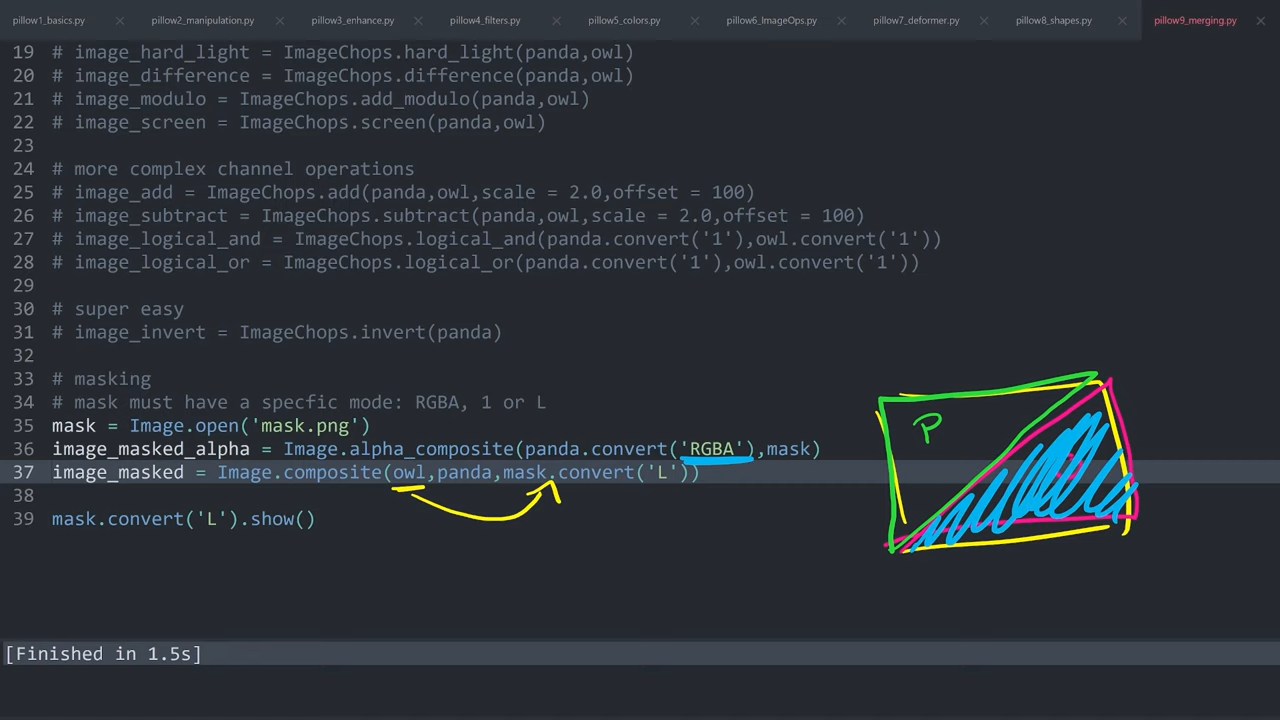 pillow1_basics.py pillow2_manipulation.py pillow3_enhance.py pillow4_filters.py pillow5_colors.py pillow6_ImageOps.py pillow7_deformer.py pillow8_shapes.py pillow9_merging.py
19 # image_hard_light = ImageChops.hard_light(panda,owl)
20 # image_difference = ImageChops.difference(panda,owl)
21 # image_modulo = ImageChops.add_modulo(panda,owl)
22 # image_screen = ImageChops.screen(panda,owl)
23
24 # more complex channel operations
25 # image_add = ImageChops.add(panda,owl,scale = 2.0,offset = 100)
26 # image_subtract = ImageChops.subtract(panda,owl,scale = 2.0,offset = 100)
27 # image_logical_and = ImageChops.logical_and(panda.convert('1'),owl.convert('1'))
28 # image_logical_or = ImageChops.logical_or(panda.convert('1'),owl.convert('1'))
29
30 # super easy
31 # image_invert = ImageChops.invert(panda)
32
33 # masking
34 # mask must have a specfic mode: RGBA, 1 or L
35 mask = Image.open('mask.png')
36 image_masked_alpha = Image.alpha_composite(panda.convert('RGBA'),mask)
37 image_masked = Image.composite(owl,panda,mask.convert('L'))
38
39 mask.convert('L').show()
P
[Finished in 1.5s]